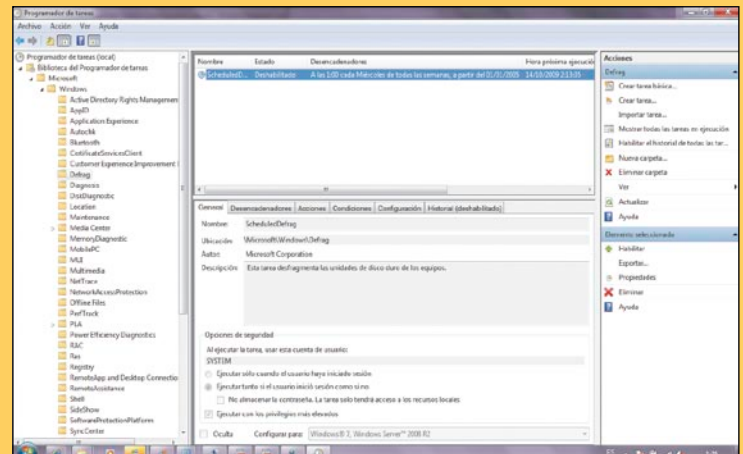 Programador de tareas
Archivo Acción Ver Ayuda
Programador de tareas (local)
Biblioteca del Programador de tareas
Microsoft
Windows
Active Directory Rights Managemen
AppID
Application Experience
Autochk
Bluetooth
CertificateServicesClient
Customer Experience Improvement
Defrag
Diagnosis
DiskDiagnostic
Location
Maintenance
Media Center
MemoryDiagnostic
MobilePC
MUI
Multimedia
NetTrace
NetworkAccessProtection
Offline Files
PerfTrack
PLA
Power Efficiency Diagnostics
RAC
Ras
Registry
RemoteApp and Desktop Connectio
RemoteAssistance
Shell
SideShow
SoftwareProtectionPlatform
SyncCenter
Nombre Estado Desencadenadores Hora próxima ejecució
ScheduledD... Deshabilitado A las 1:00 cada Miércoles de todas las semanas, a partir del 01/01/2005 14/10/2009 2:13:05
General Desencadenadores Acciones Condiciones Configuración Historial (deshabilitado)
Nombre: ScheduledDefrag
Ubicación: \Microsoft\Windows\Defrag
Autor: Microsoft Corporation
Descripción: Esta tarea desfragmenta las unidades de disco duro de los equipos.
Opciones de seguridad
Al ejecutar la tarea, usar esta cuenta de usuario:
SYSTEM
Ejecutar sólo cuando el usuario haya iniciado sesión
Ejecutar tanto si el usuario inició sesión como si no
No almacenar la contraseña. La tarea solo tendrá acceso a los recursos locales
Ejecutar con los privilegios más elevados
Oculta Configurar para: Windows® 7, Windows Server™ 2008 R2
Acciones
Defrag
Crear tarea básica...
Crear tarea...
Importar tarea...
Mostrar todas las tareas en ejecución
Habilitar el historial de todas las tar...
Nueva carpeta...
Eliminar carpeta
Ver
Actualizar
Ayuda
Elemento seleccionado
Habilitar
Exportar...
Propiedades
Eliminar
Ayuda